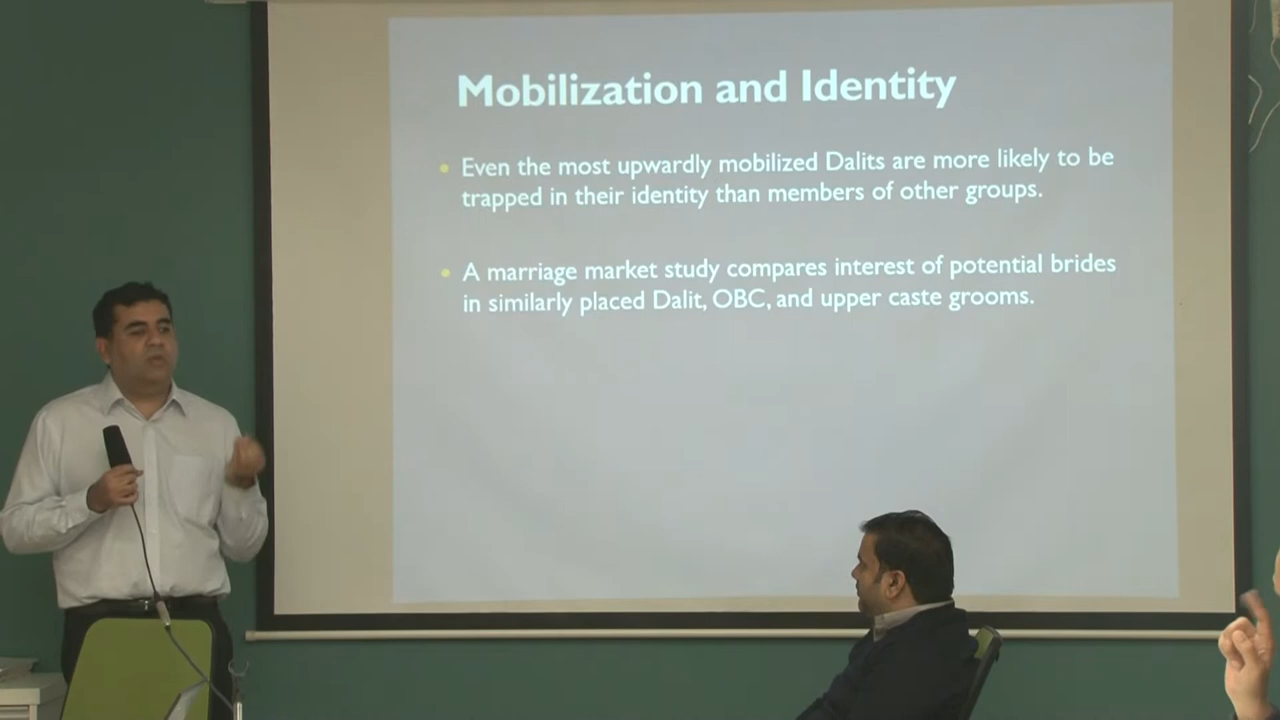 Mobilization and Identity
• Even the most upwardly mobilized Dalits are more likely to be
trapped in their identity than members of other groups.
• A marriage market study compares interest of potential brides
in similarly placed Dalit, OBC, and upper caste grooms.